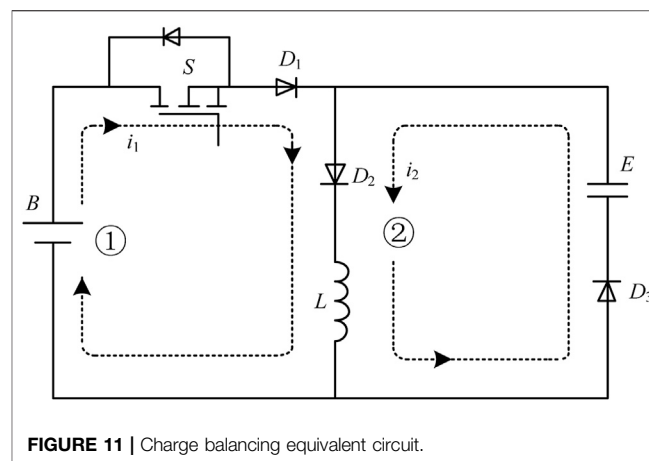 S
D₁
i₁
D₂
i₂
E
B
①
②
L
D₃
FIGURE 11 | Charge balancing equivalent circuit.